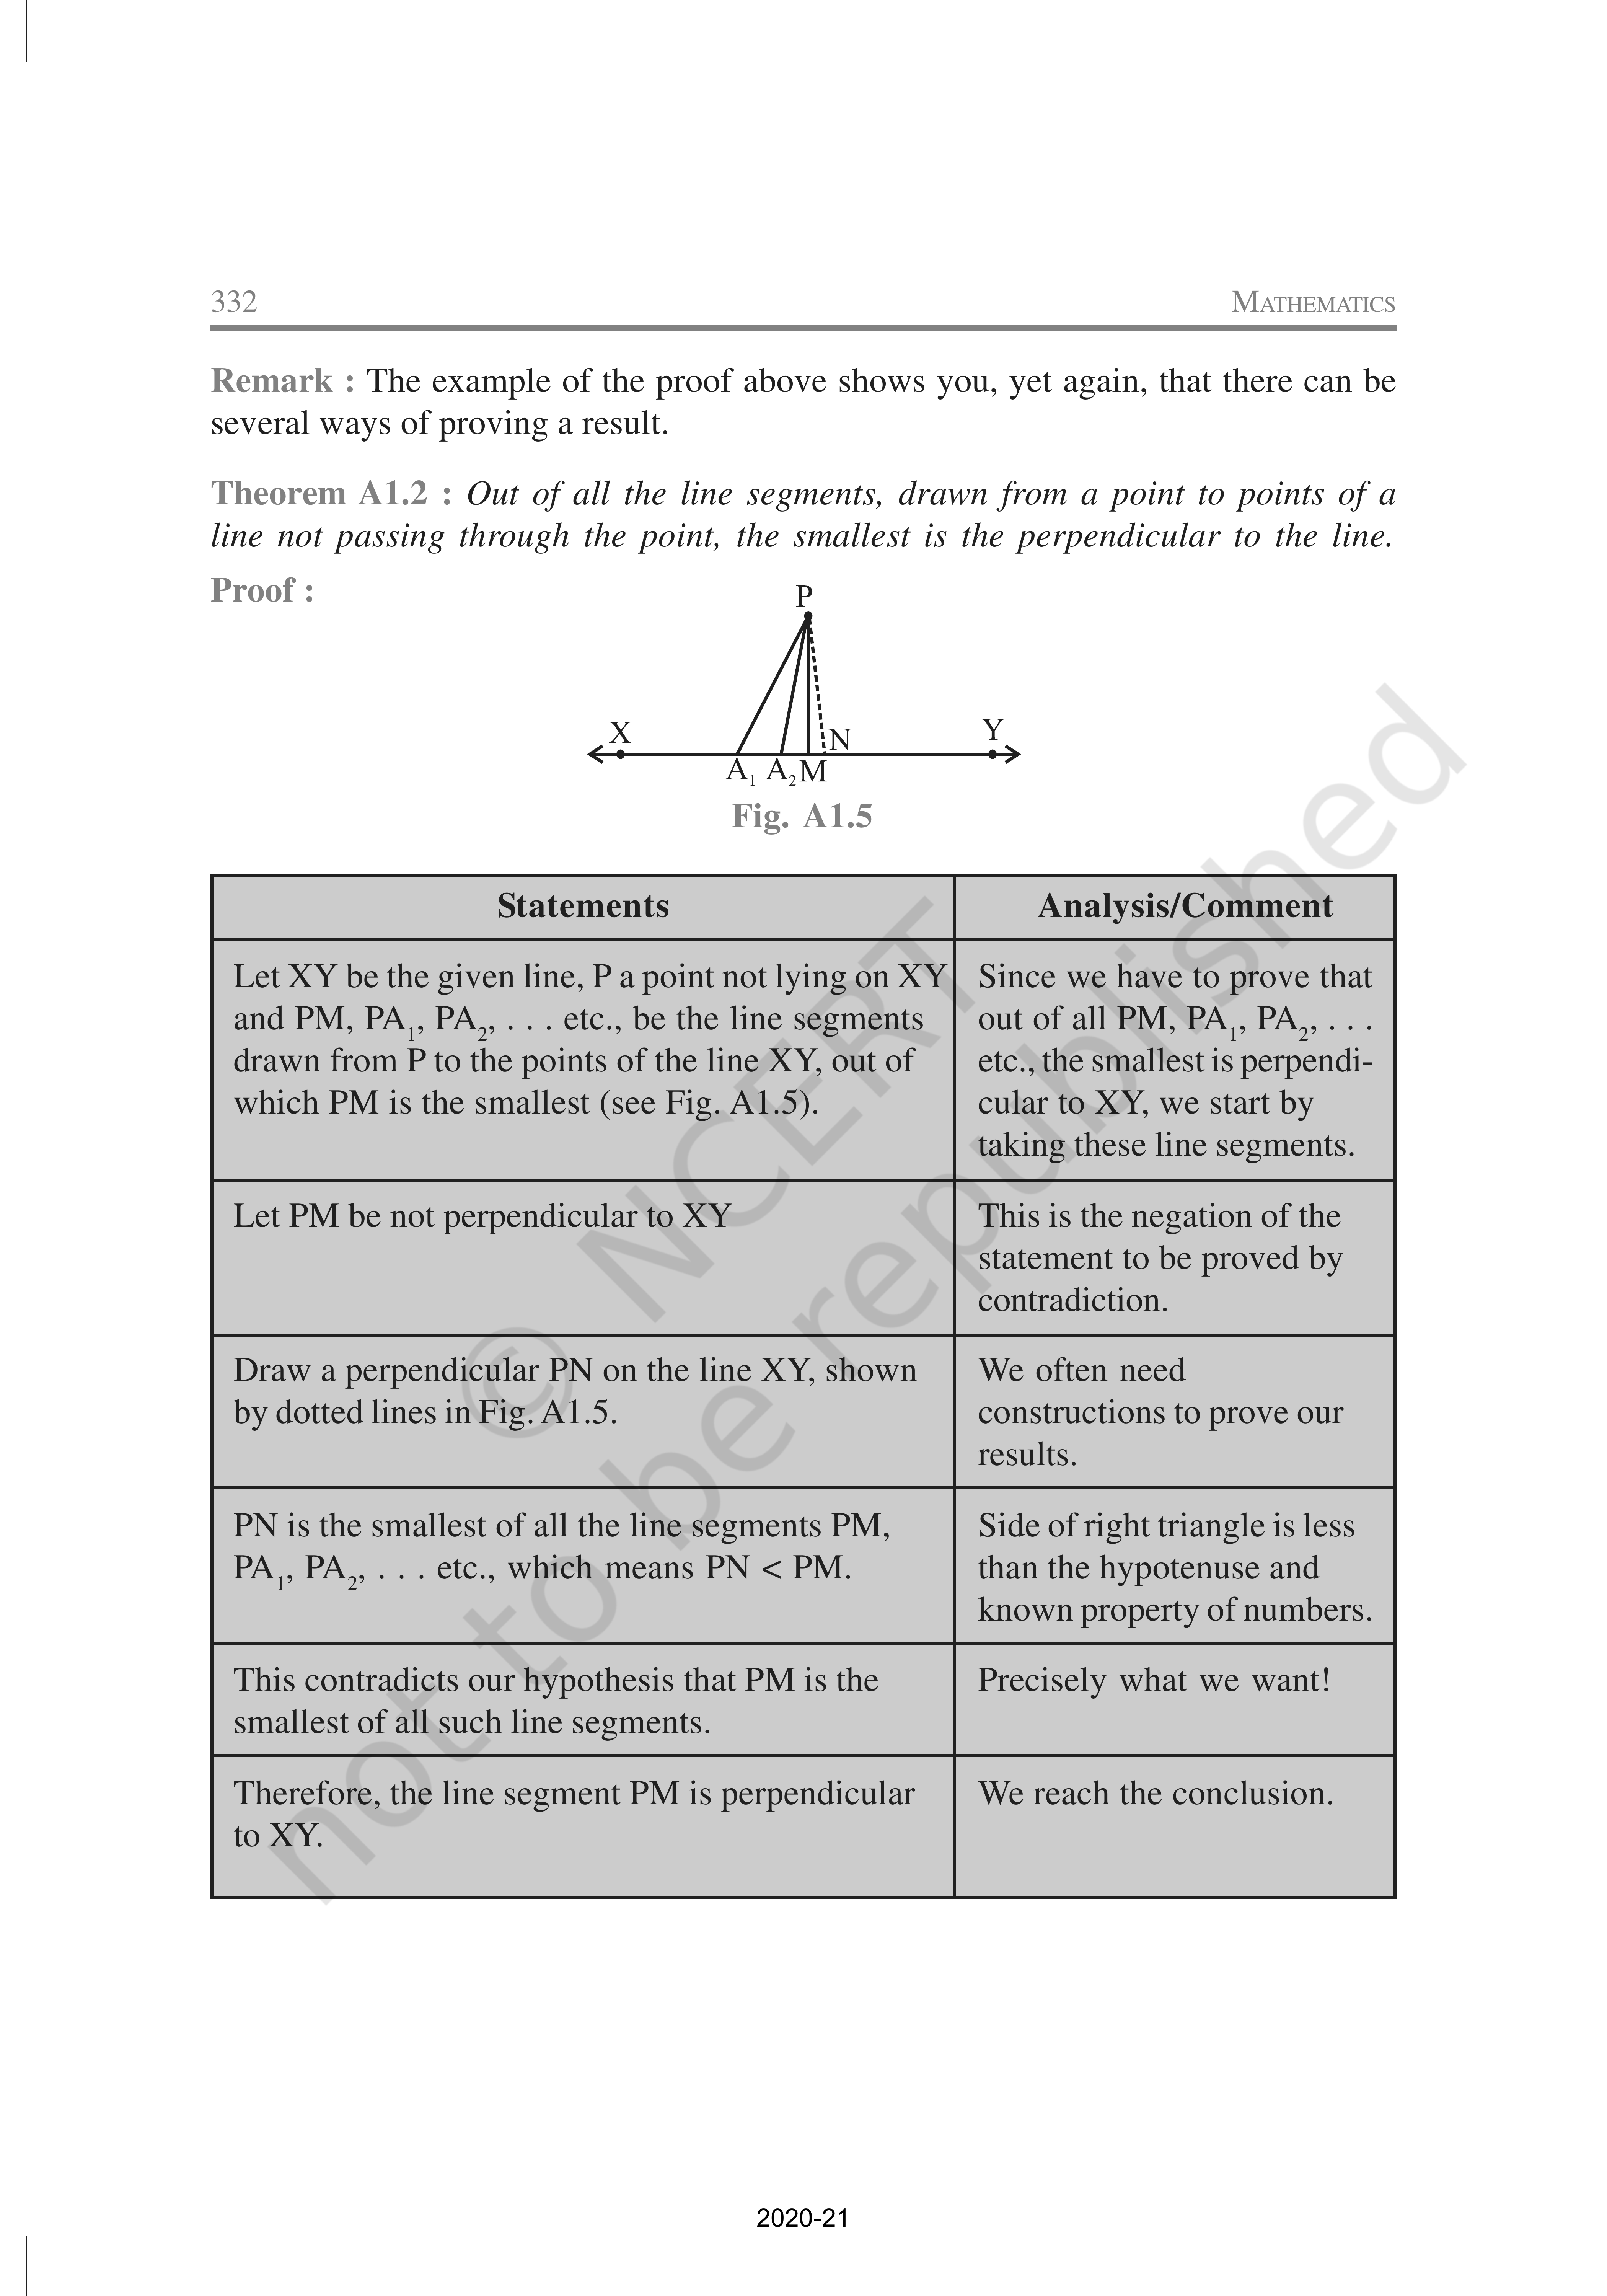 332
MATHEMATICS
Remark : The example of the proof above shows you, yet again, that there can be
several ways of proving a result.
Theorem A1.2 : Out of all the line segments, drawn from a point to points of a
line not passing through the point, the smallest is the perpendicular to the line.
Proof :
P
X
N
Y
A₁ A₂ M
Fig. A1.5
Statements
Analysis/Comment
Let XY be the given line, P a point not lying on XY
and PM, PA₁, PA₂, . . . etc., be the line segments
drawn from P to the points of the line XY, out of
which PM is the smallest (see Fig. A1.5).
Since we have to prove that
out of all PM, PA₁, PA₂, . . .
etc., the smallest is perpendi-
cular to XY, we start by
taking these line segments.
Let PM be not perpendicular to XY
This is the negation of the
statement to be proved by
contradiction.
Draw a perpendicular PN on the line XY, shown
by dotted lines in Fig. A1.5.
We often need
constructions to prove our
results.
PN is the smallest of all the line segments PM,
PA₁, PA₂, . . . etc., which means PN < PM.
Side of right triangle is less
than the hypotenuse and
known property of numbers.
This contradicts our hypothesis that PM is the
smallest of all such line segments.
Precisely what we want!
Therefore, the line segment PM is perpendicular
to XY.
We reach the conclusion.
© NCERT
not to be republished
2020-21